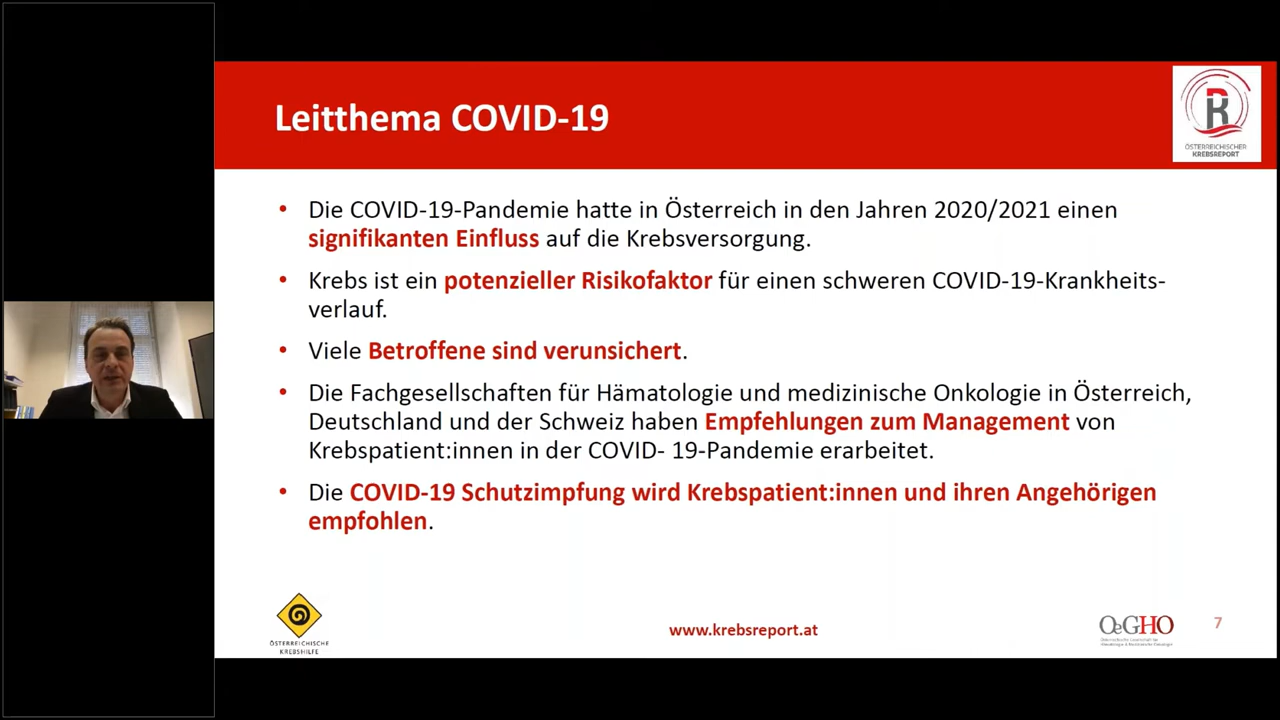 Leitthema COVID-19
ÖSTERREICHISCHER
KREBSREPORT
• Die COVID-19-Pandemie hatte in Österreich in den Jahren 2020/2021 einen
signifikanten Einfluss auf die Krebsversorgung.
• Krebs ist ein potenzieller Risikofaktor für einen schweren COVID-19-Krankheits-
verlauf.
• Viele Betroffene sind verunsichert.
• Die Fachgesellschaften für Hämatologie und medizinische Onkologie in Österreich,
Deutschland und der Schweiz haben Empfehlungen zum Management von
Krebspatient:innen in der COVID- 19-Pandemie erarbeitet.
• Die COVID-19 Schutzimpfung wird Krebspatient:innen und ihren Angehörigen
empfohlen.
ÖSTERREICHISCHE
KREBSHILFE
www.krebsreport.at
OeGHO
7